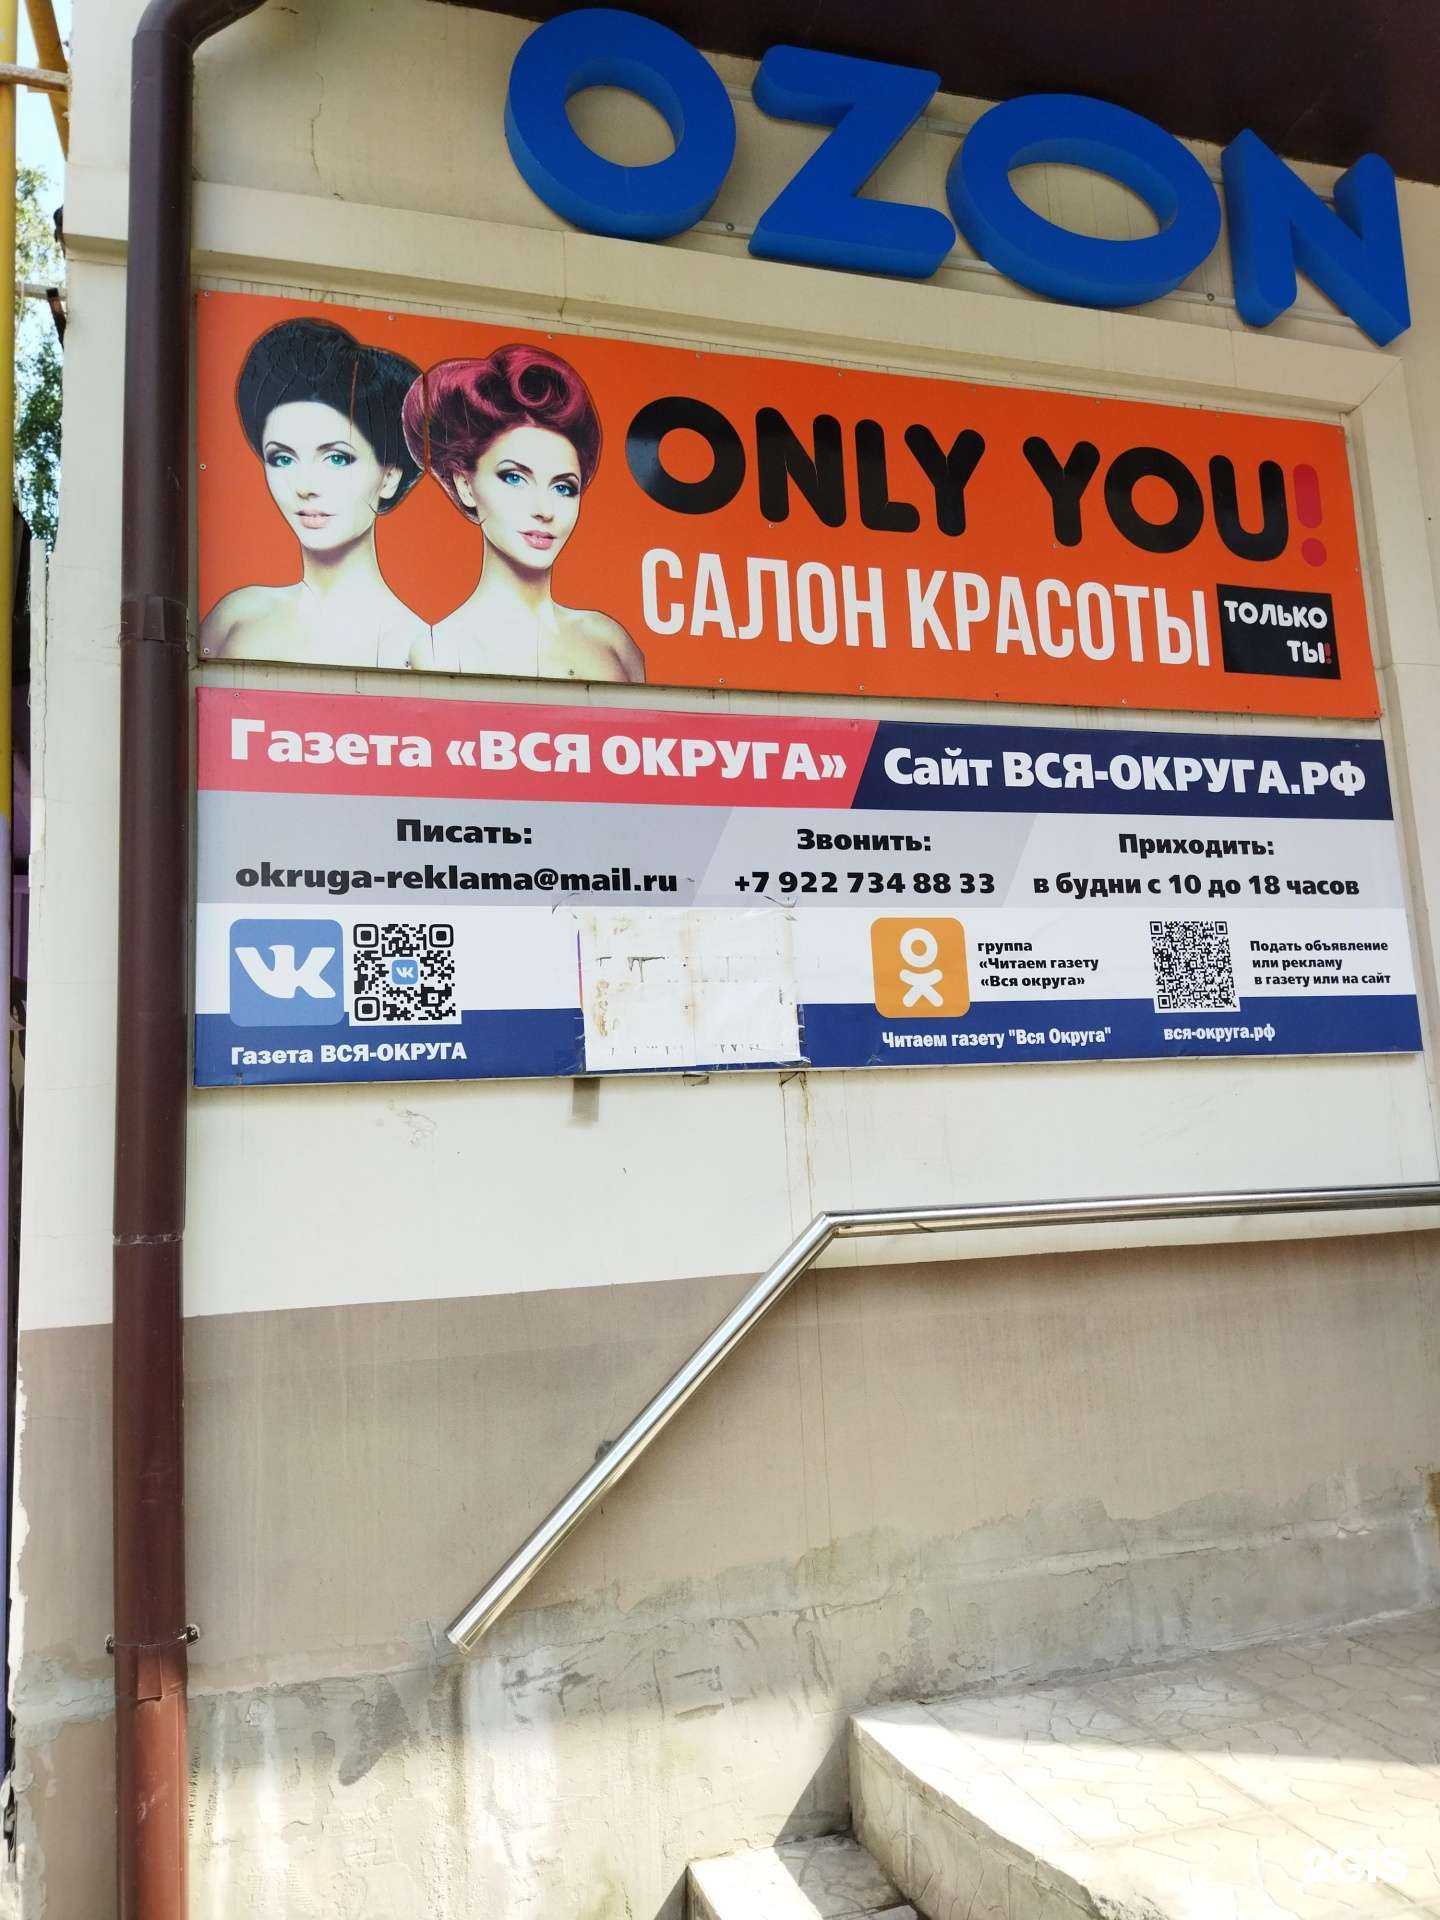 OZON
ONLY YOU!
САЛОН КРАСОТЫ
ТОЛЬКО
ТЫ!
Газета «ВСЯ ОКРУГА»
Сайт ВСЯ-ОКРУГА.РФ
Писать:
okruga-reklama@mail.ru
Звонить:
+7 922 734 88 33
Приходить:
в будни с 10 до 18 часов
Газета ВСЯ-ОКРУГА
группа
«Читаем газету
«Вся округа»
Читаем газету "Вся Округа"
Подать объявление
или рекламу
в газету или на сайт
вся-округа.рф
2GIS